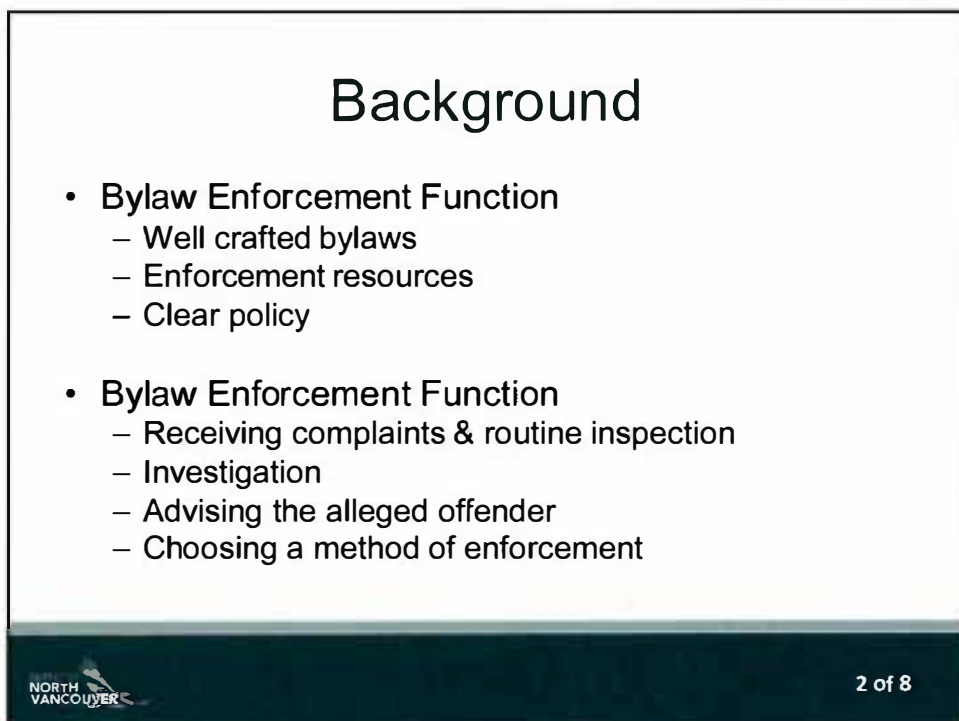 Background
• Bylaw Enforcement Function
– Well crafted bylaws
– Enforcement resources
– Clear policy
• Bylaw Enforcement Function
– Receiving complaints & routine inspection
– Investigation
– Advising the alleged offender
– Choosing a method of enforcement
NORTH
VANCOUVER
2 of 8